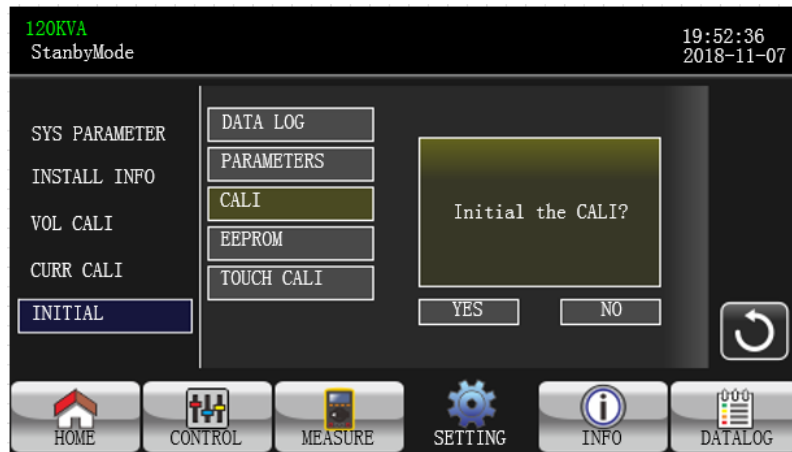 120KVA
StanbyMode
19:52:36
2018-11-07
SYS PARAMETER
INSTALL INFO
VOL CALI
CURR CALI
INITIAL
DATA LOG
PARAMETERS
CALI
EEPROM
TOUCH CALI
Initial the CALI?
YES NO
HOME CONTROL MEASURE SETTING INFO DATALOG